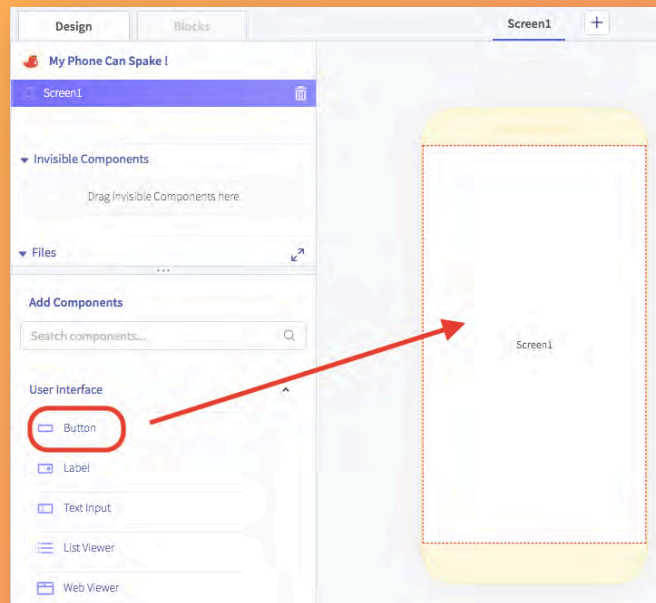 Design
Blocks
Screen1
+
My Phone Can Spake !
Screen1
Invisible Components
Drag Invisible Components here
Files
Add Components
Search components...
User Interface
Button
Label
Text Input
List Viewer
Web Viewer
Screen1